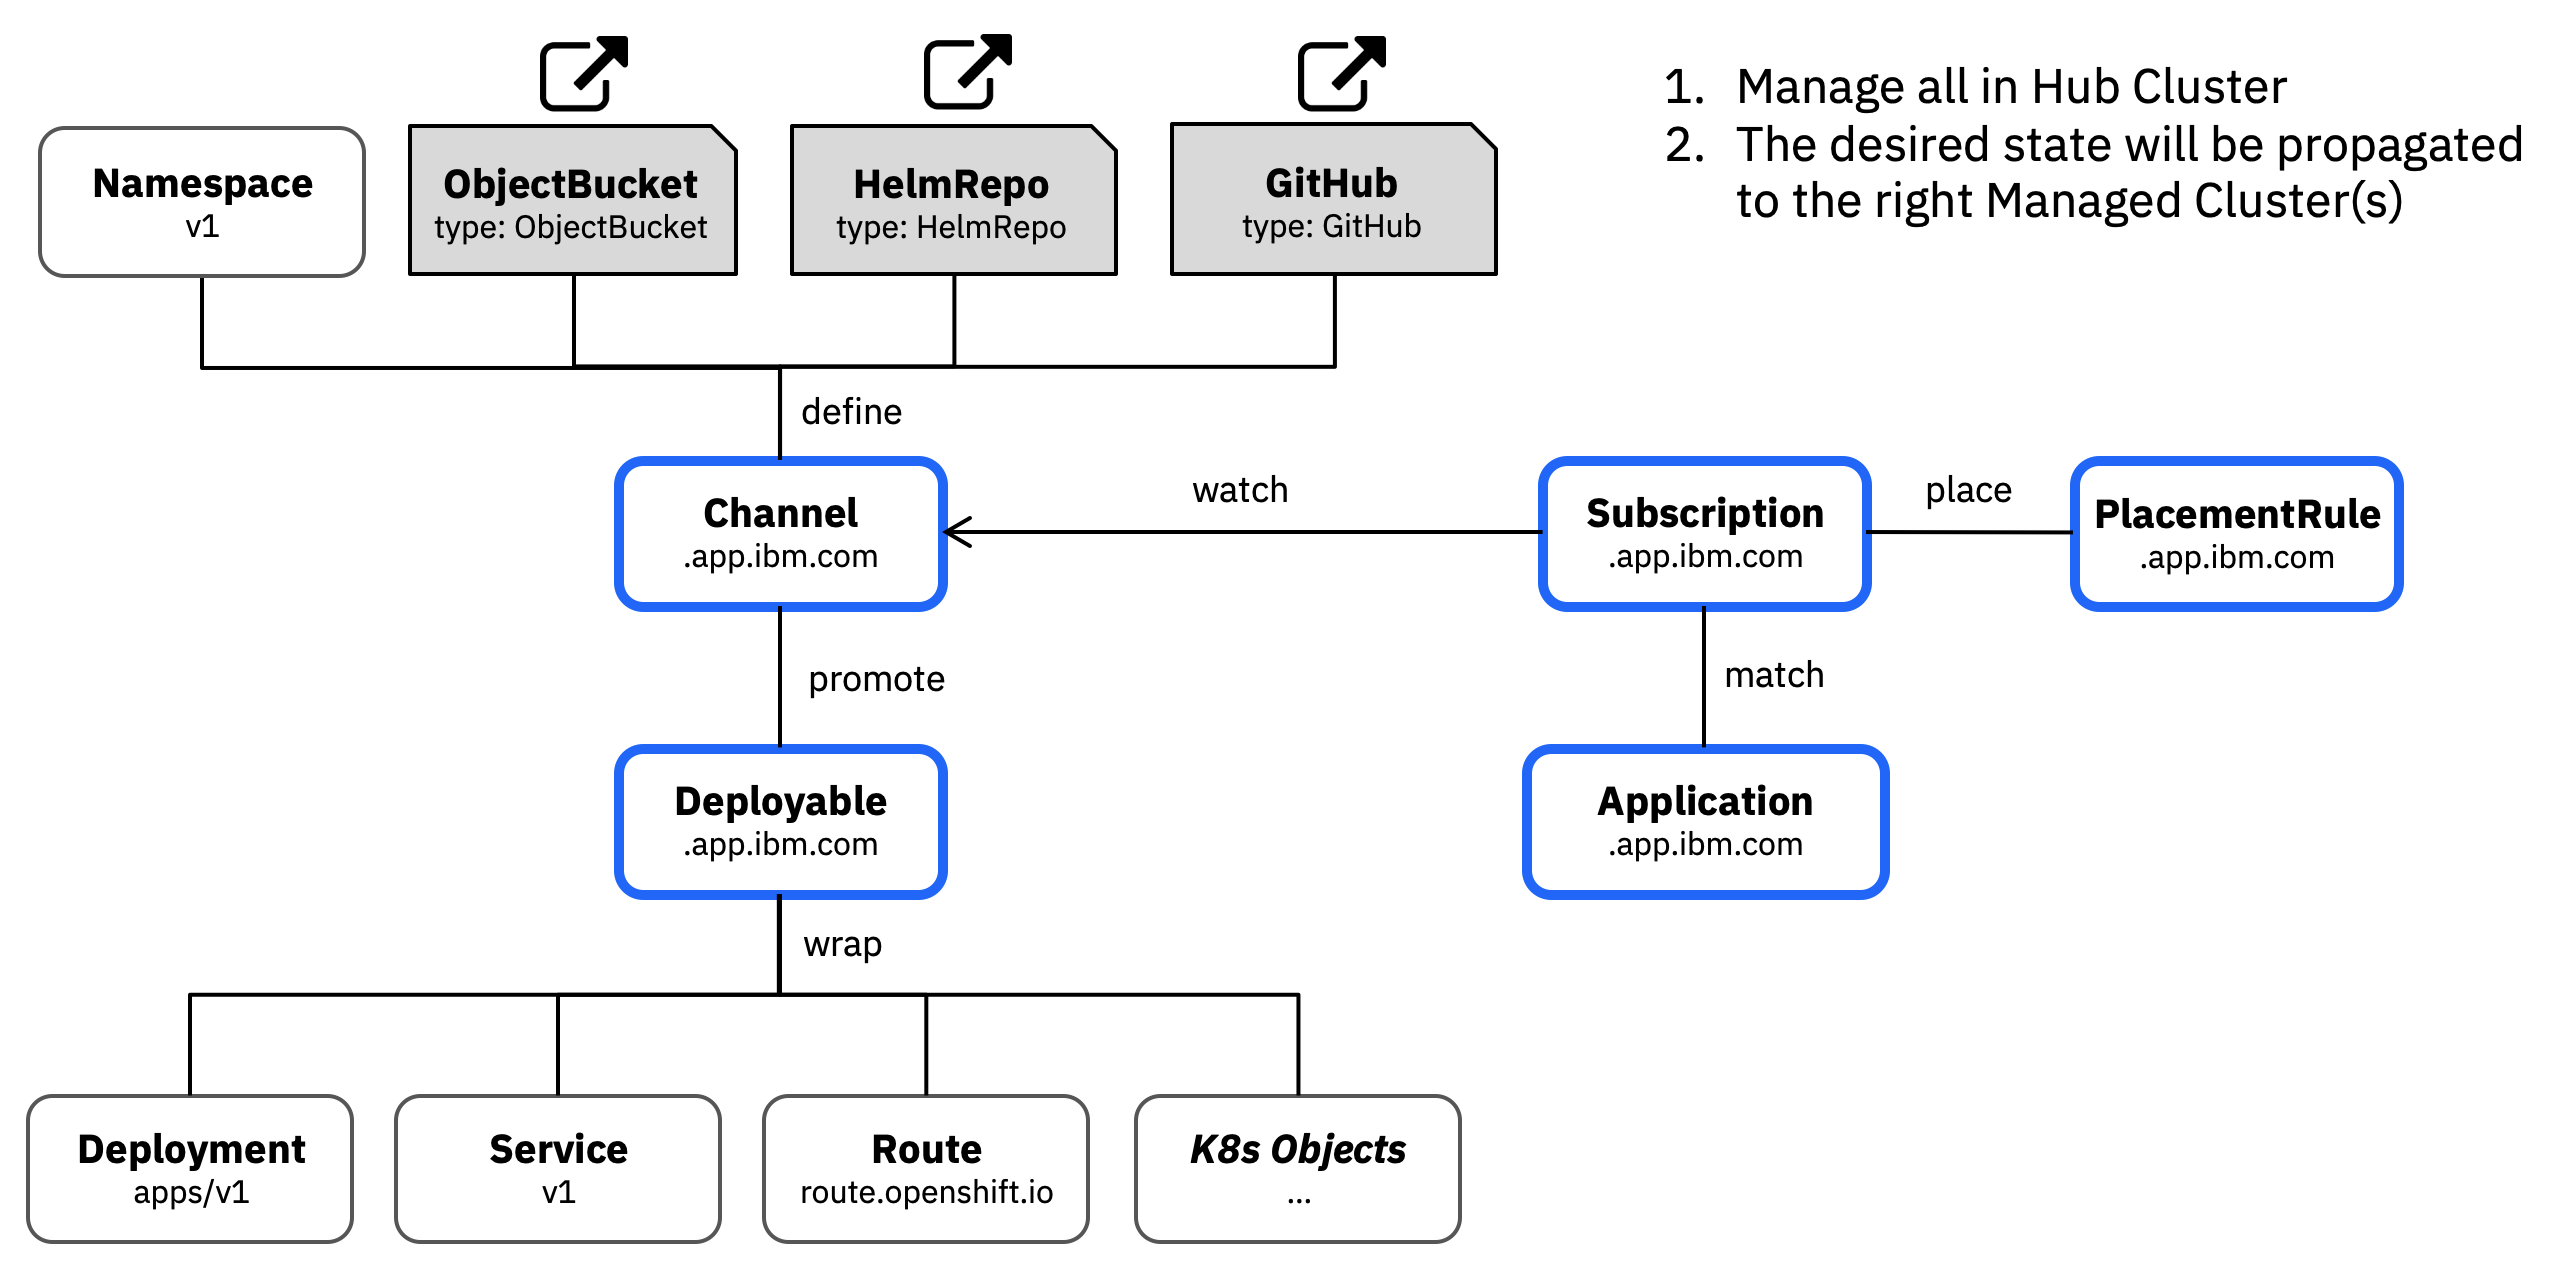 1. Manage all in Hub Cluster
2. The desired state will be propagated
to the right Managed Cluster(s)
Namespace
v1
ObjectBucket
type: ObjectBucket
HelmRepo
type: HelmRepo
GitHub
type: GitHub
define
Channel
.app.ibm.com
watch
Subscription
.app.ibm.com
place
PlacementRule
.app.ibm.com
promote
match
Deployable
.app.ibm.com
Application
.app.ibm.com
wrap
Deployment
apps/v1
Service
v1
Route
route.openshift.io
K8s Objects
...